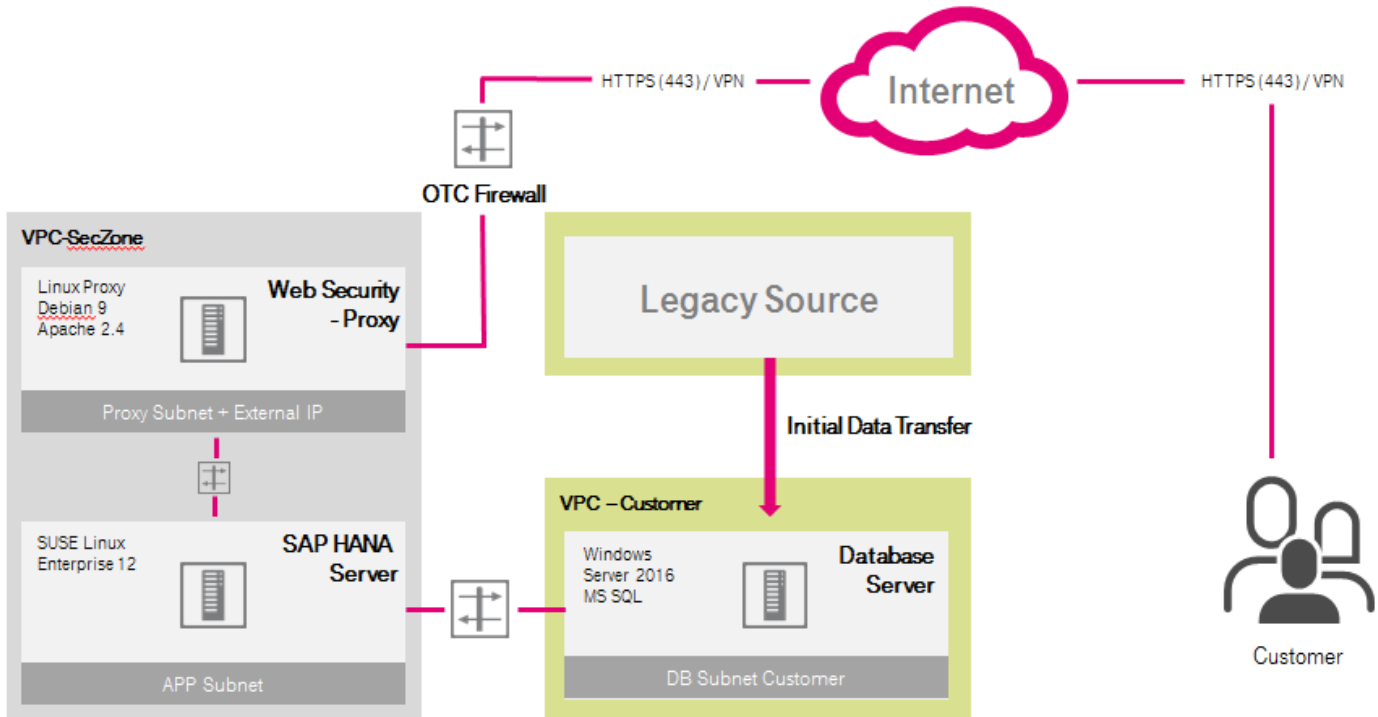 HTTPS (443) / VPN
Internet
HTTPS (443) / VPN
OTC Firewall
VPC-SecZone
Linux Proxy
Debian 9
Apache 2.4
Web Security
- Proxy
Proxy Subnet + External IP
Legacy Source
Initial Data Transfer
SUSE Linux
Enterprise 12
SAP HANA
Server
APP Subnet
VPC – Customer
Windows
Server 2016
MS SQL
Database
Server
DB Subnet Customer
Customer